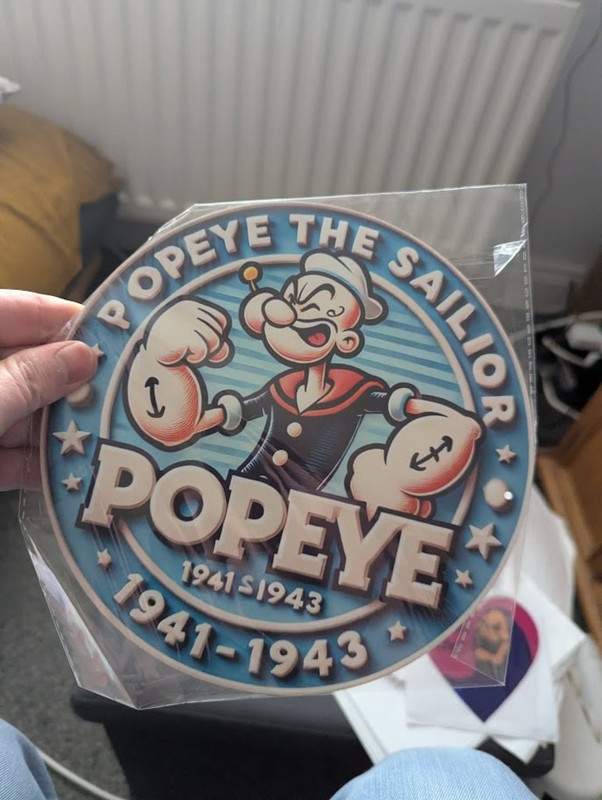 POPEYE THE SAILIOR
POPEYE
1941 S 1943
1941-1943